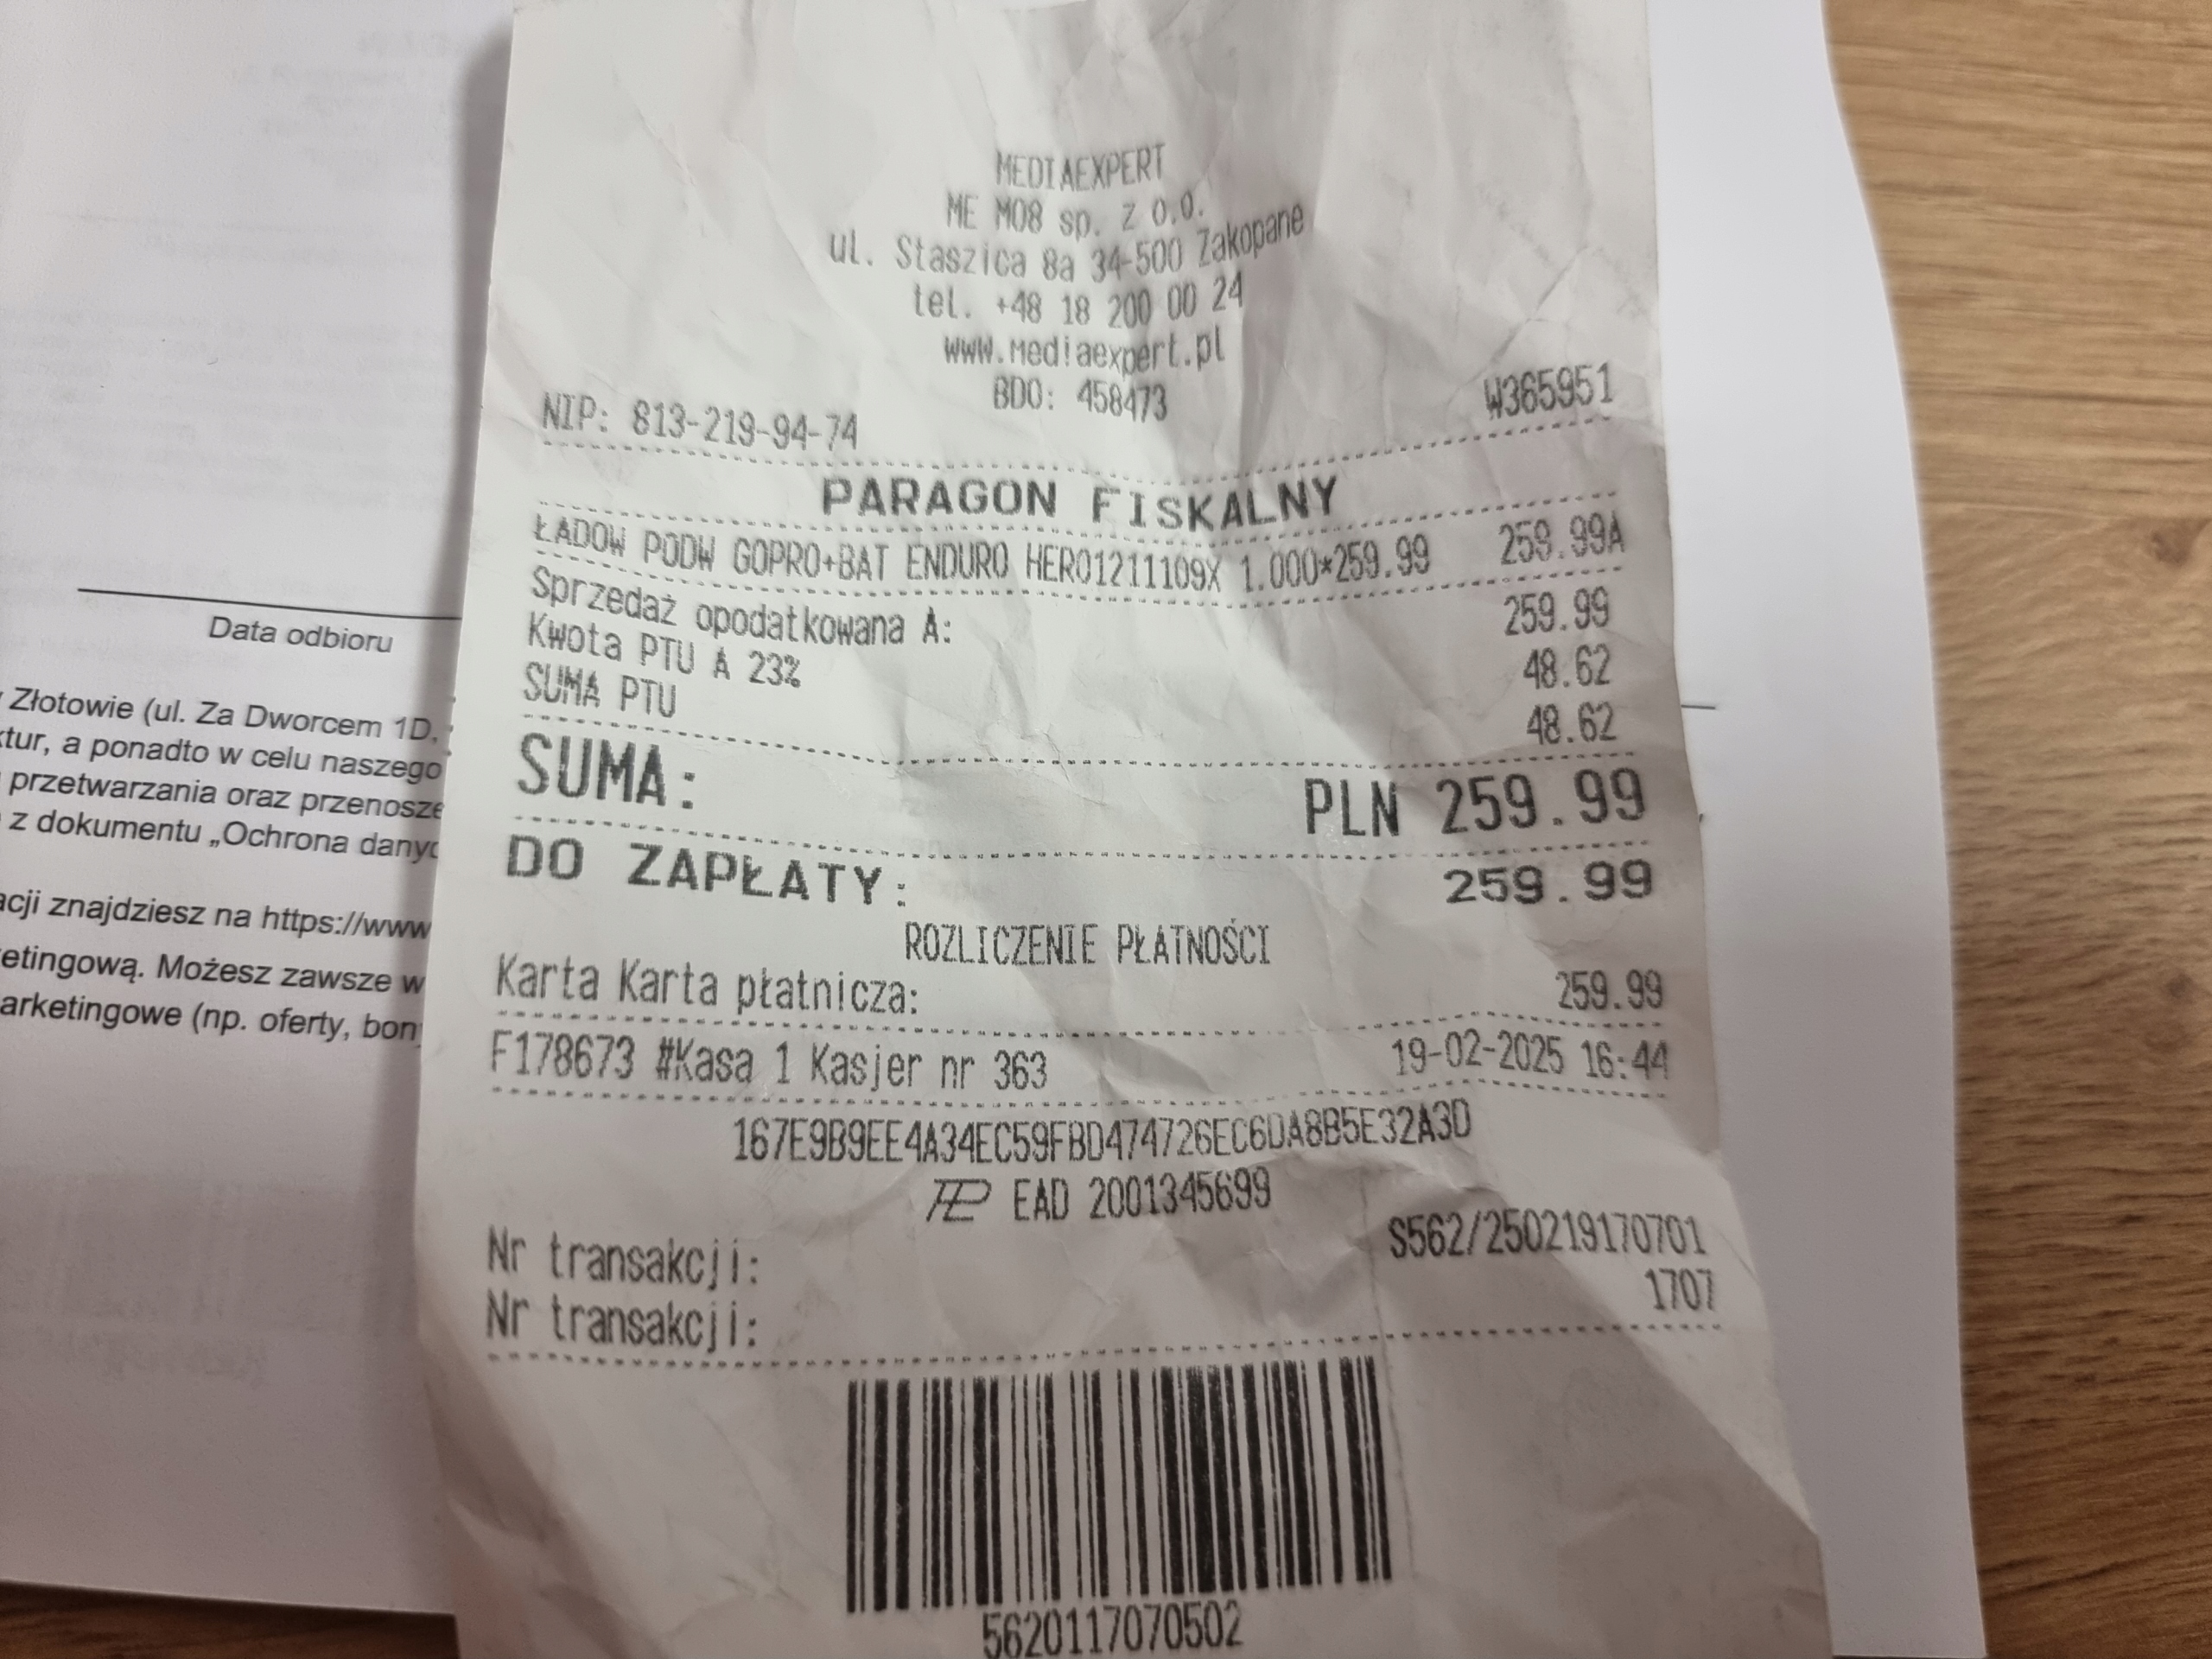 MEDIAEXPERT
ME M08 sp. z o.o.
ul. Staszica 8a 34-500 Zakopane
tel. +48 18 200 00 24
www.mediaexpert.pl
BDO: 458473
NIP: 813-219-94-74 W365951
PARAGON FISKALNY
ŁADOW PODW GOPRO+BAT ENDURO HERO1211109X 1.000*259.99 259.99A
Sprzedaż opodatkowana A: 259.99
Kwota PTU A 23% 48.62
SUMA PTU 48.62
SUMA: PLN 259.99
DO ZAPŁATY: 259.99
ROZLICZENIE PŁATNOŚCI
Karta Karta płatnicza: 259.99
F178673 #Kasa 1 Kasjer nr 363 19-02-2025 16:44
167E9B9EE4A34EC59FBD474726EC6DA8B5E32A3D
EAD 2001345699
Nr transakcji: S562/250219170701
Nr transakcji: 1707
5620117070502
Data odbioru
Złotowie (ul. Za Dworcem 1D,
ktur, a ponadto w celu naszego
przetwarzania oraz przenosze
z dokumentu „Ochrona danyc
acji znajdziesz na https://www
etingową. Możesz zawsze w
arketingowe (np. oferty, bon